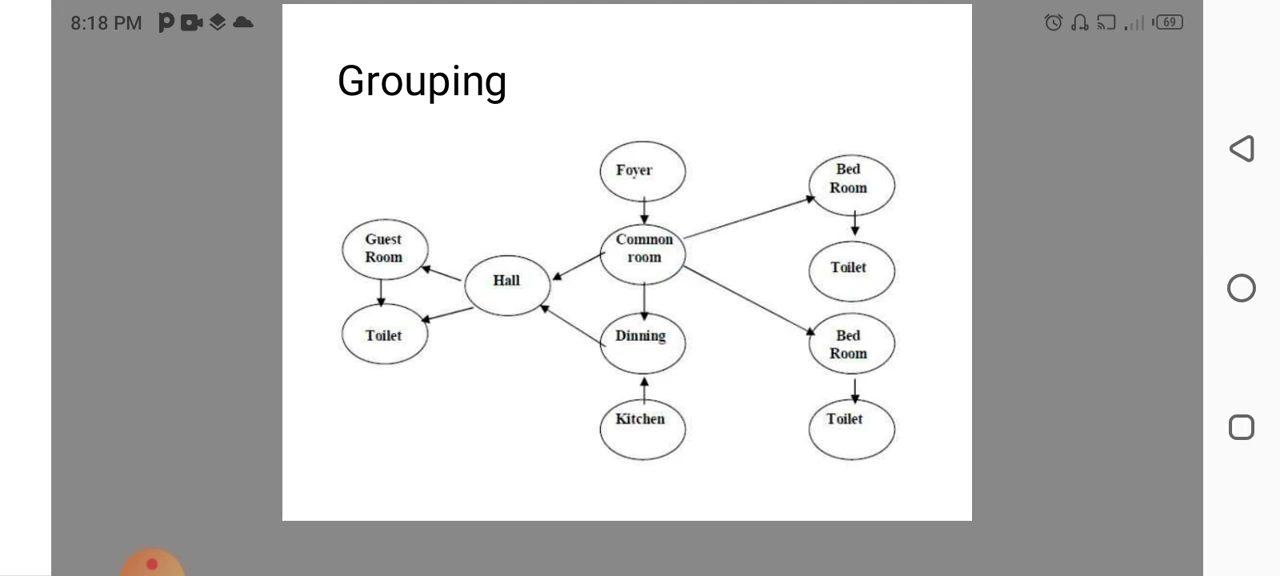 8:18 PM
69
Grouping
Foyer
Bed
Room
Guest
Room
Common
room
Hall
Toilet
Toilet
Dinning
Bed
Room
Kitchen
Toilet